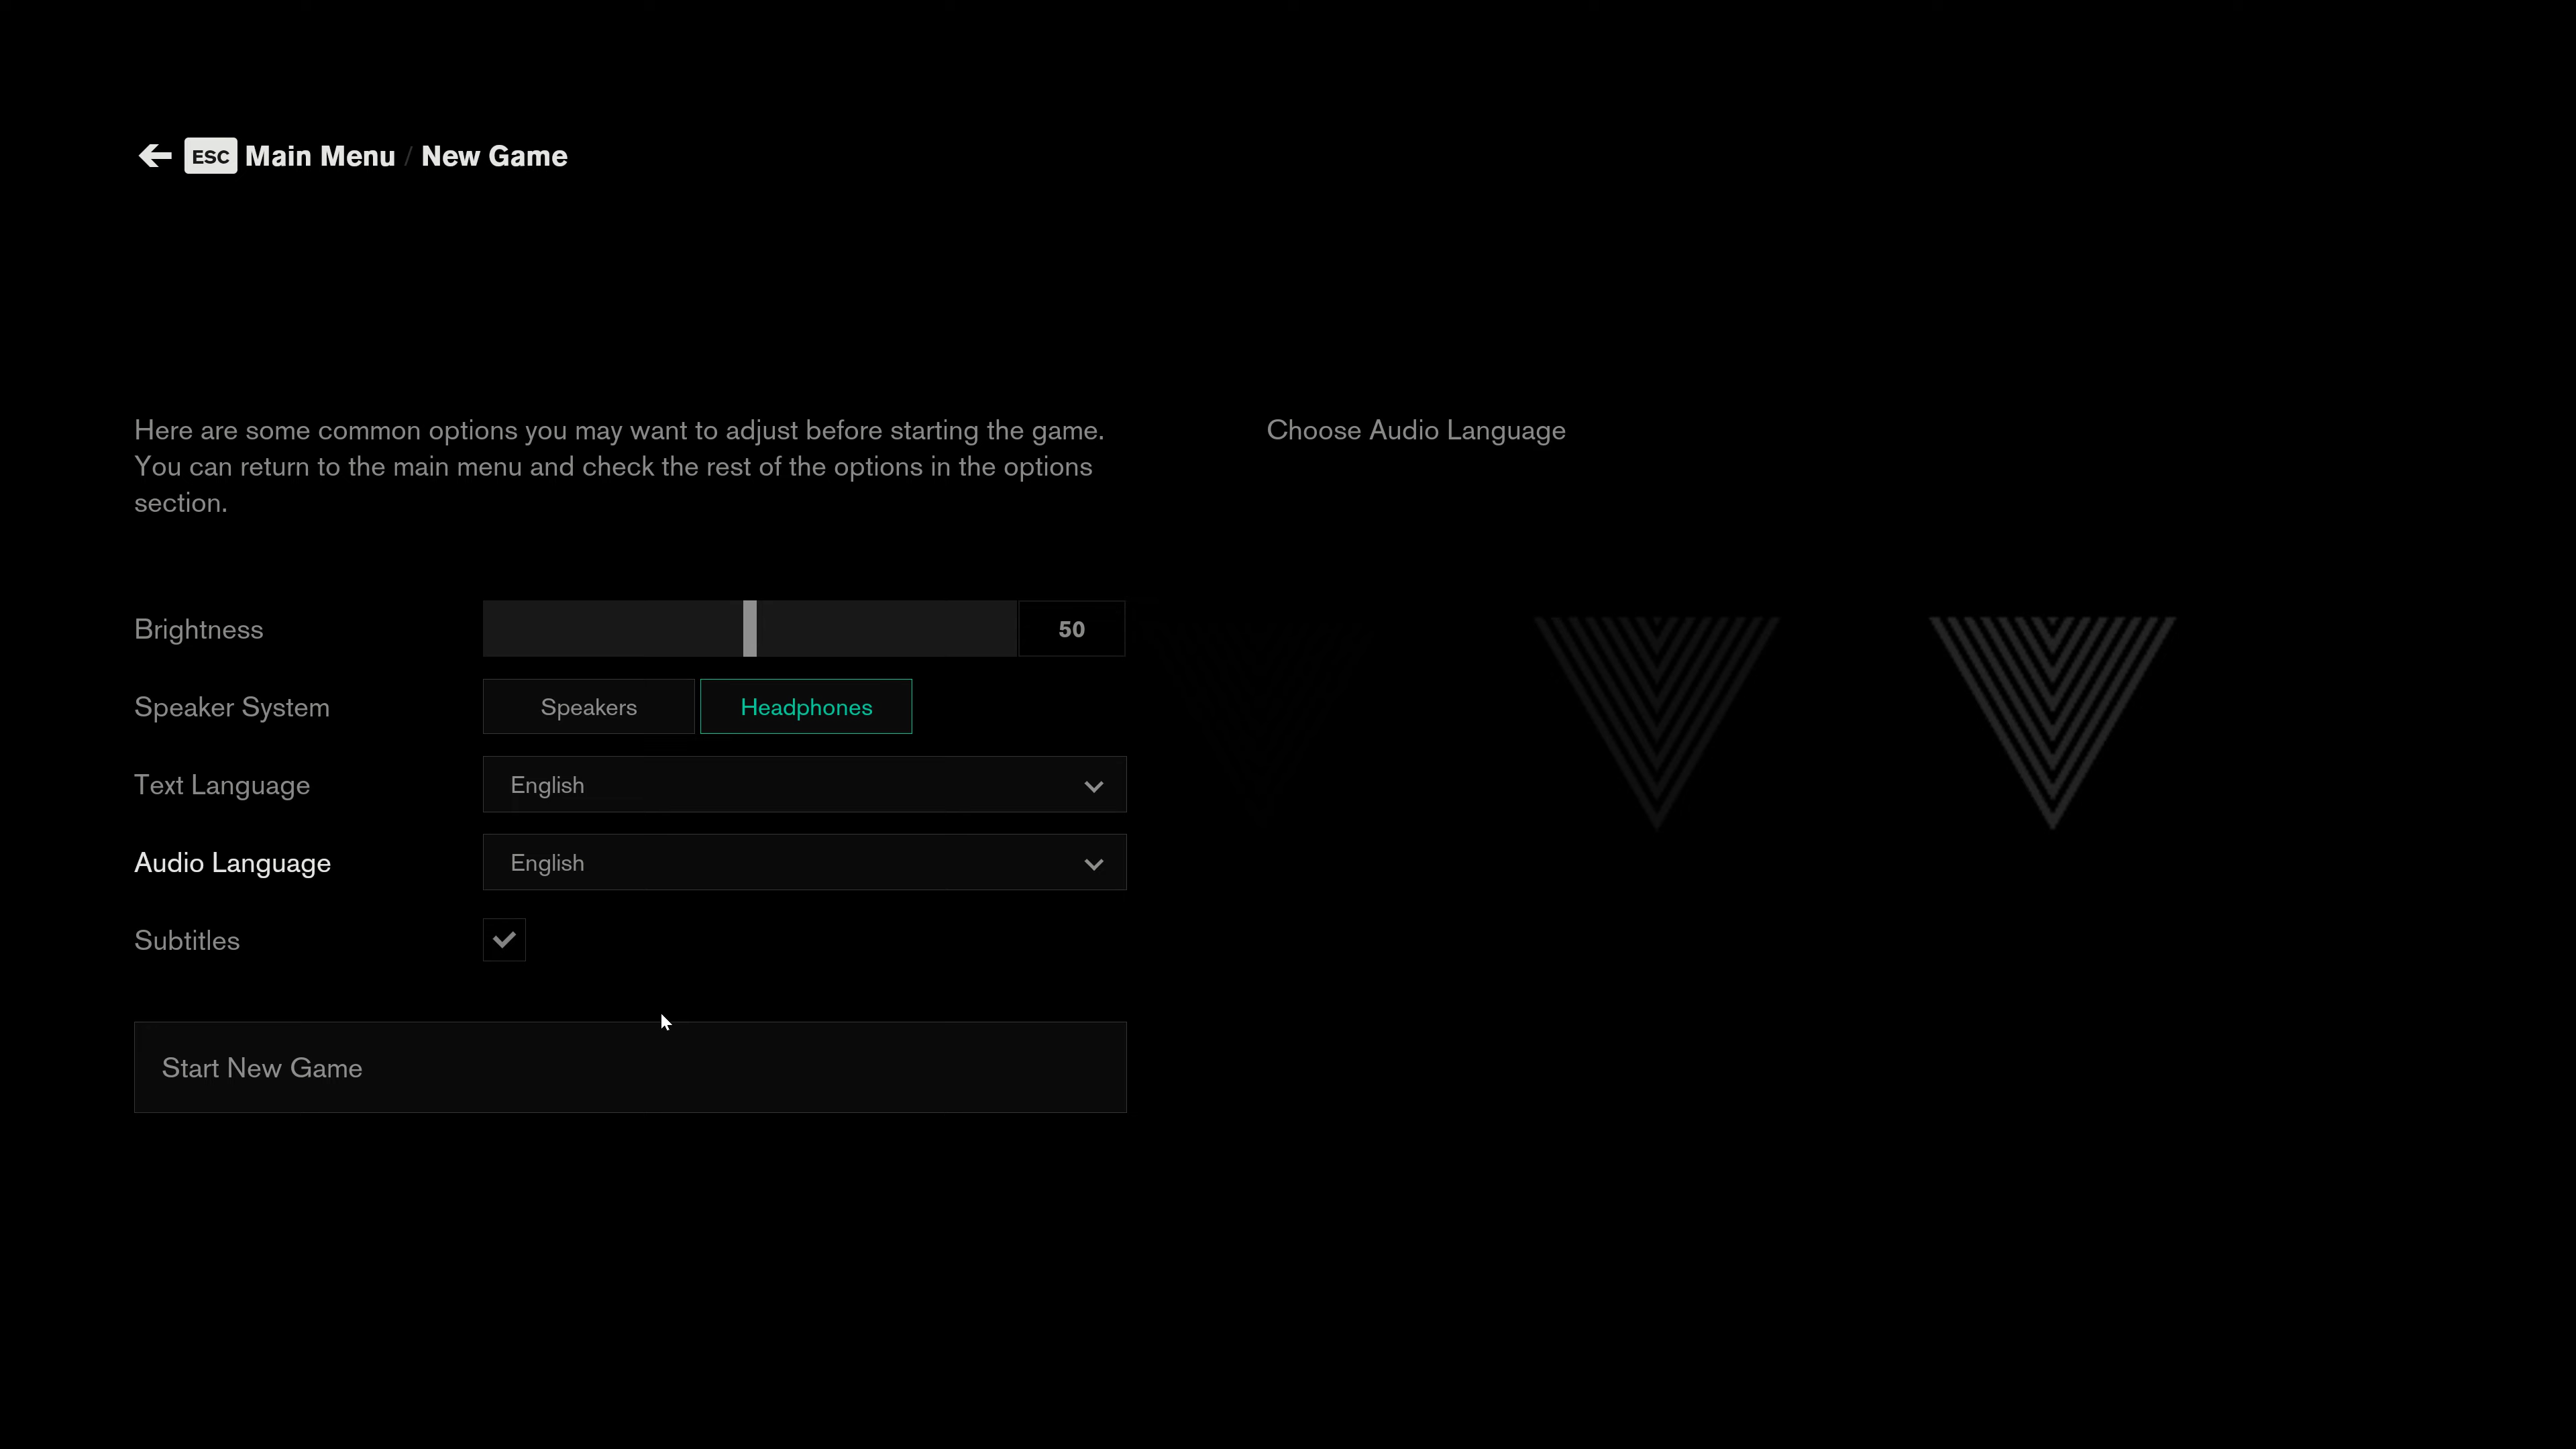 ESC Main Menu / New Game
Here are some common options you may want to adjust before starting the game.
You can return to the main menu and check the rest of the options in the options
section.
Choose Audio Language
Brightness 50
Speaker System Speakers Headphones
Text Language English
Audio Language English
Subtitles
Start New Game